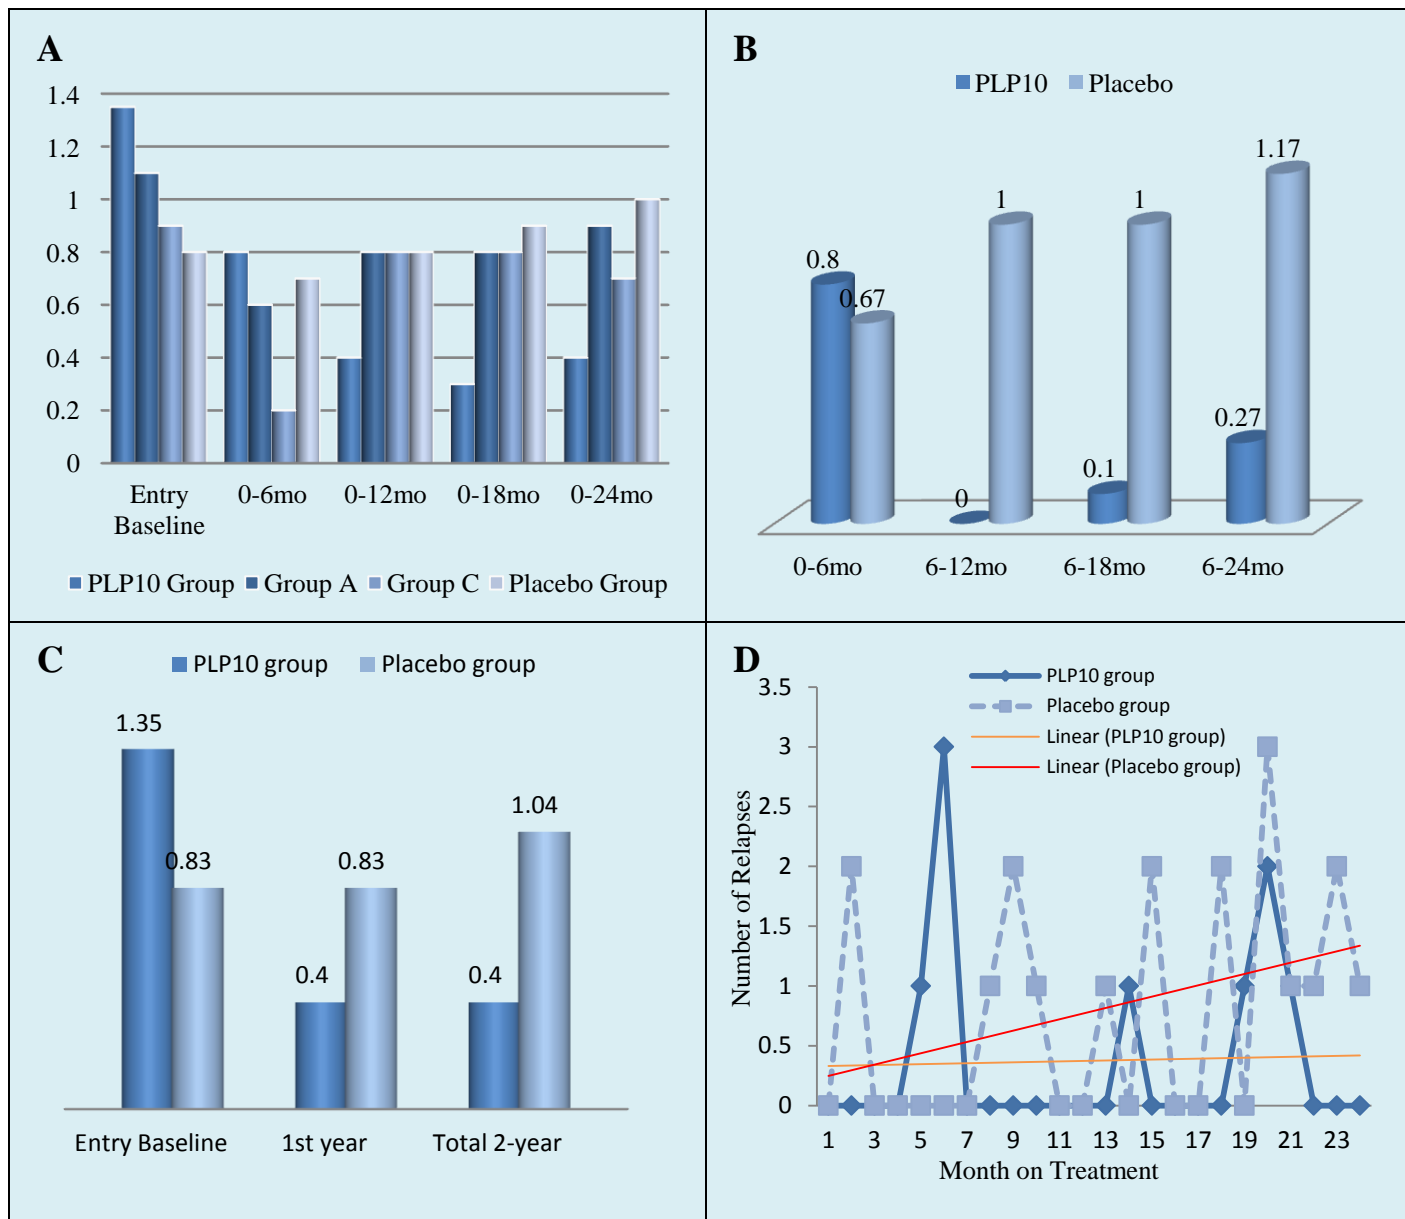 A
1.4
1.2
1
0.8
0.6
0.4
0.2
0
Entry Baseline 0-6mo 0-12mo 0-18mo 0-24mo
PLP10 Group Group A Group C Placebo Group
B
PLP10 Placebo
0.8
0.67
0
1
0.1
1
0.27
1.17
0-6mo 6-12mo 6-18mo 6-24mo
C
PLP10 group Placebo group
1.35
0.83
0.4
0.83
0.4
1.04
Entry Baseline 1st year Total 2-year
D
PLP10 group
Placebo group
Linear (PLP10 group)
Linear (Placebo group)
Number of Relapses
3.5
3
2.5
2
1.5
1
0.5
0
1 3 5 7 9 11 13 15 17 19 21 23
Month on Treatment